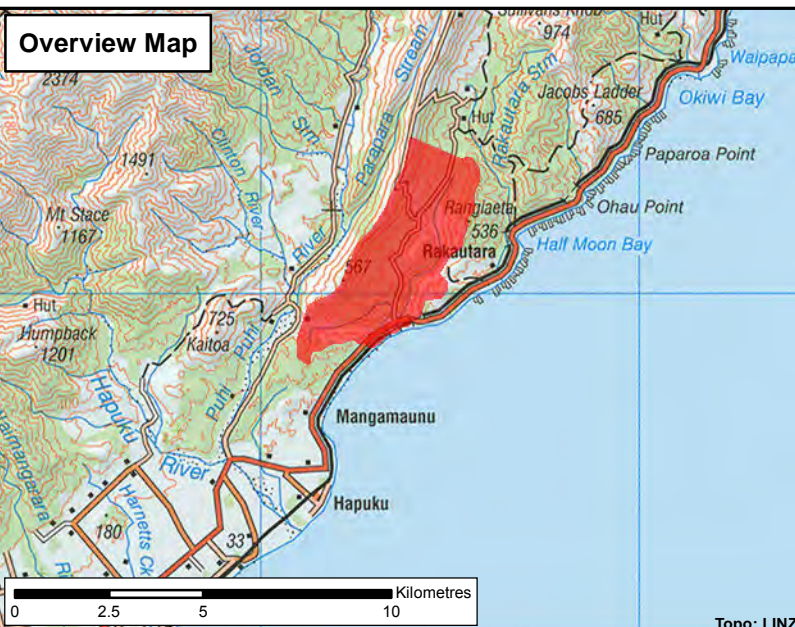 Overview Map
Sullivans Knob
974
Hut
2374
Jordan
Stm
Parapara Stream
Rakautara Stm
Jacobs Ladder
685
Waipapa
Okiwi Bay
Hut
Clinton River
1491
Paparoa Point
Mt Stace
1167
Rangiaeta
536
Ohau Point
Rakautara
Half Moon Bay
River
567
Puhi
Puhi
Hut
Humpback
1201
725
Kaitoa
Hapuku
River
Mangamaunu
Waimangarara
Harnetts Ck
Hapuku
180
33
Kilometres
0 2.5 5 10
Topo: LINZ